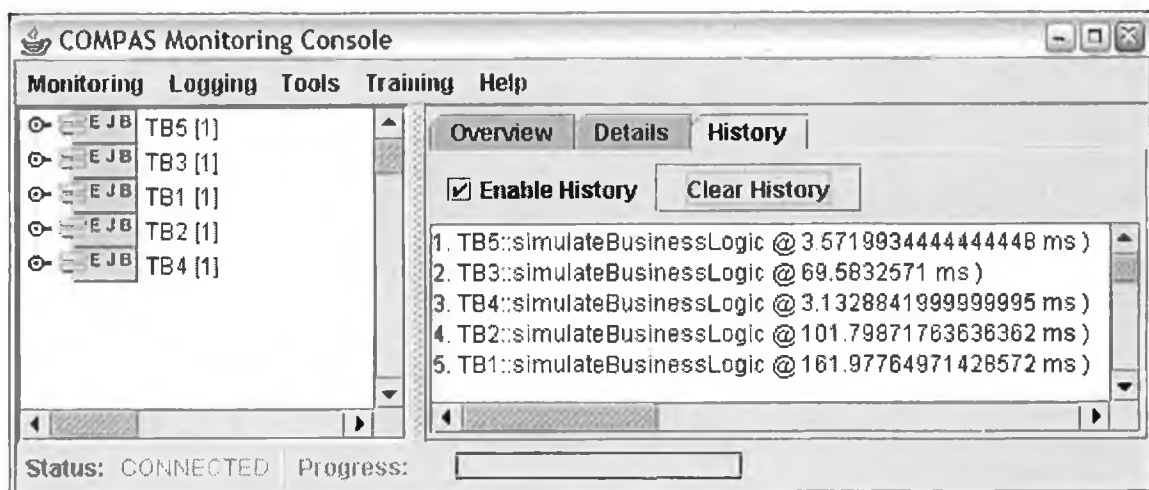 COMPAS Monitoring Console
Monitoring Logging Tools Training Help
EJB TB5 [1]
EJB TB3 [1]
EJB TB1 [1]
EJB TB2 [1]
EJB TB4 [1]
Overview Details History
Enable History Clear History
1. TB5::simulateBusinessLogic @ 3.5719934444444448 ms )
2. TB3::simulateBusinessLogic @ 69.5832571 ms )
3. TB4::simulateBusinessLogic @ 3.1328841999999995 ms )
4. TB2::simulateBusinessLogic @ 101.79871763636362 ms )
5. TB1::simulateBusinessLogic @ 161.97764971428572 ms )
Status: CONNECTED Progress: